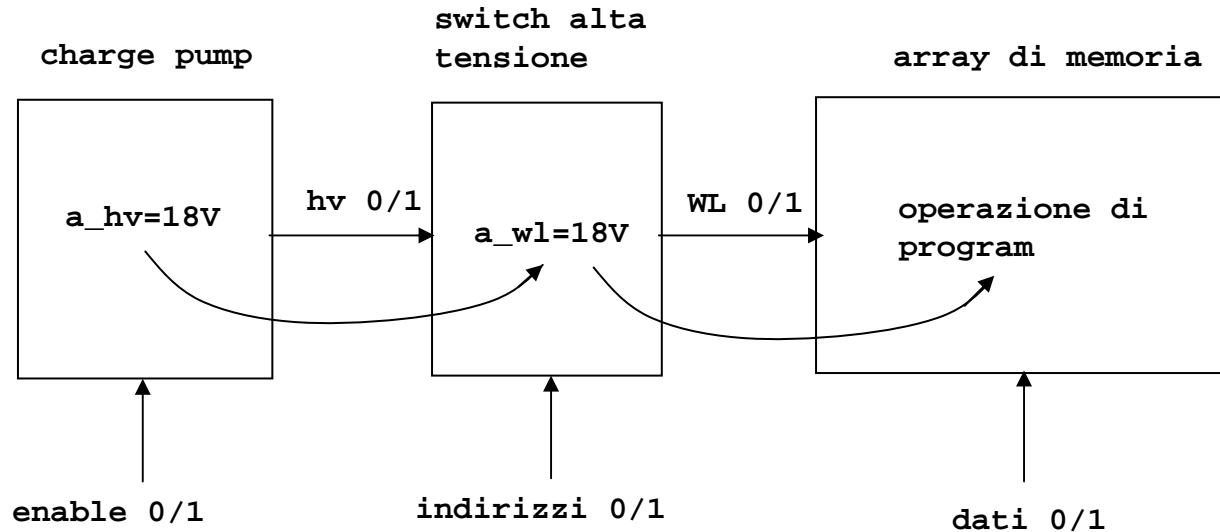 charge pump
switch alta
tensione
array di memoria
a_hv=18V
hv 0/1
a_wl=18V
WL 0/1
operazione di
program
enable 0/1
indirizzi 0/1
dati 0/1